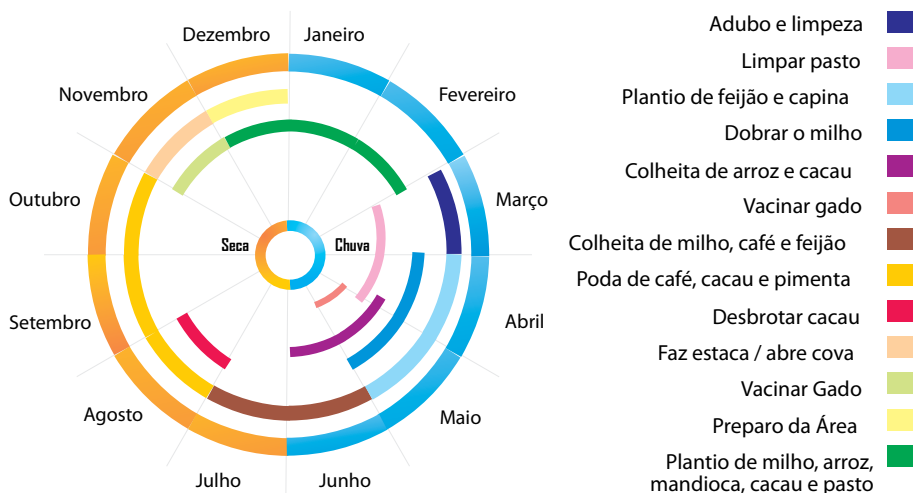 Dezembro
Janeiro
Novembro
Fevereiro
Outubro
Março
Seca
Chuva
Setembro
Abril
Agosto
Maio
Julho
Junho
Adubo e limpeza
Limpar pasto
Plantio de feijão e capina
Dobrar o milho
Colheita de arroz e cacau
Vacinar gado
Colheita de milho, café e feijão
Poda de café, cacau e pimenta
Desbrotar cacau
Faz estaca / abre cova
Vacinar Gado
Preparo da Área
Plantio de milho, arroz,
mandioca, cacau e pasto